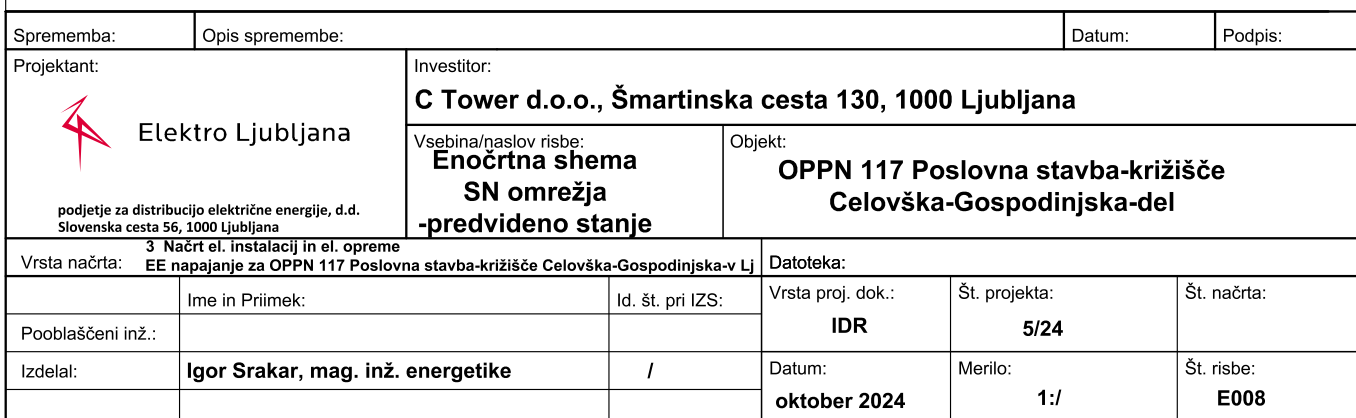 Sprememba:
Opis spremembe:
Datum:
Podpis:
Projektant:
Elektro Ljubljana
podjetje za distribucijo električne energije, d.d.
Slovenska cesta 56, 1000 Ljubljana
Investitor:
C Tower d.o.o., Šmartinska cesta 130, 1000 Ljubljana
Vsebina/naslov risbe:
Enočrtna shema
SN omrežja
-predvideno stanje
Objekt:
OPPN 117 Poslovna stavba-križišče
Celovška-Gospodinjska-del
Vrsta načrta:
3 Načrt el. instalacij in el. opreme
EE napajanje za OPPN 117 Poslovna stavba-križišče Celovška-Gospodinjska-v Lj
Datoteka:
Ime in Priimek:
Id. št. pri IZS:
Vrsta proj. dok.:
IDR
Št. projekta:
5/24
Št. načrta:
Pooblaščeni inž.:
Izdelal:
Igor Srakar, mag. inž. energetike
/
Datum:
oktober 2024
Merilo:
1:/
Št. risbe:
E008